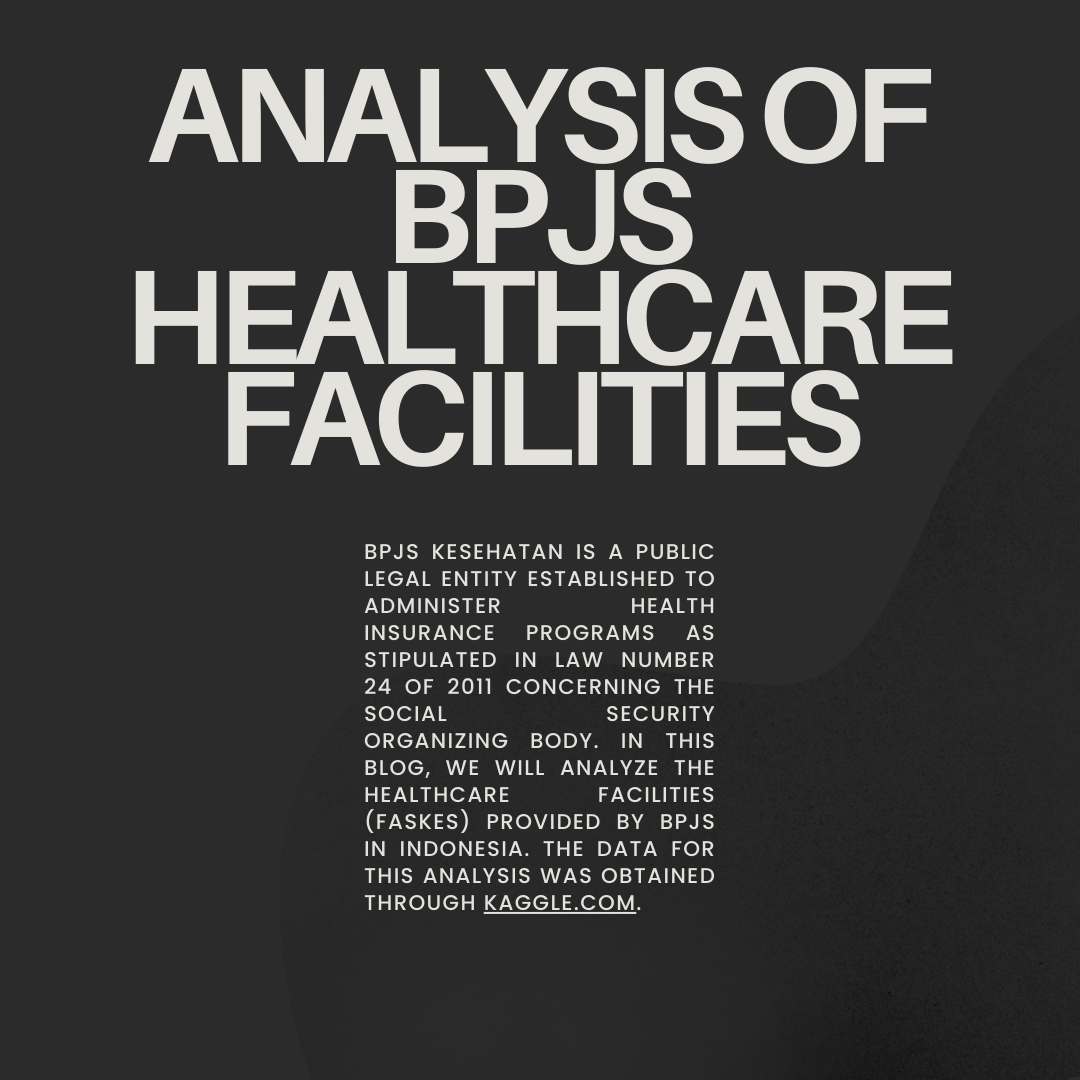 ANALYSIS OF
BPJS
HEALTHCARE
FACILITIES
BPJS KESEHATAN IS A PUBLIC
LEGAL ENTITY ESTABLISHED TO
ADMINISTER HEALTH
INSURANCE PROGRAMS AS
STIPULATED IN LAW NUMBER
24 OF 2011 CONCERNING THE
SOCIAL SECURITY
ORGANIZING BODY. IN THIS
BLOG, WE WILL ANALYZE THE
HEALTHCARE FACILITIES
(FASKES) PROVIDED BY BPJS
IN INDONESIA. THE DATA FOR
THIS ANALYSIS WAS OBTAINED
THROUGH KAGGLE.COM.